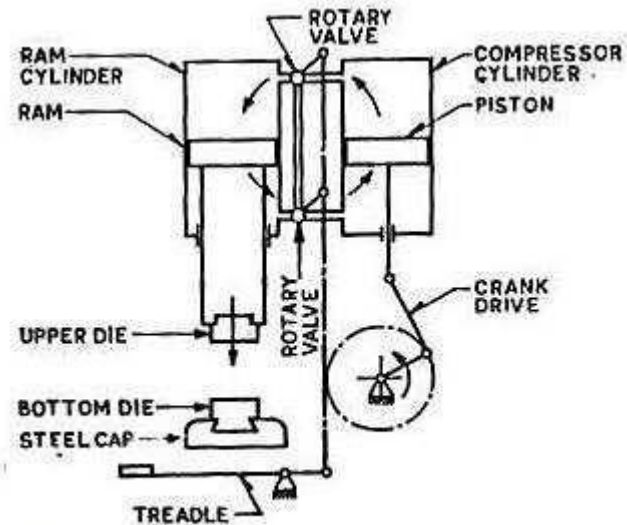 ROTARY
VALVE
RAM
CYLINDER
COMPRESSOR
CYLINDER
RAM
PISTON
ROTARY
VALVE
CRANK
DRIVE
UPPER DIE
BOTTOM DIE
STEEL CAP
TREADLE